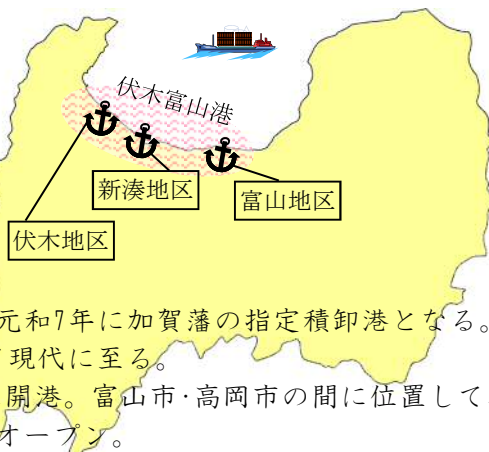 伏木富山港
新湊地区
富山地区
伏木地区
元和7年に加賀藩の指定積卸港となる。
現代に至る。
開港。富山市・高岡市の間に位置して
オープン。